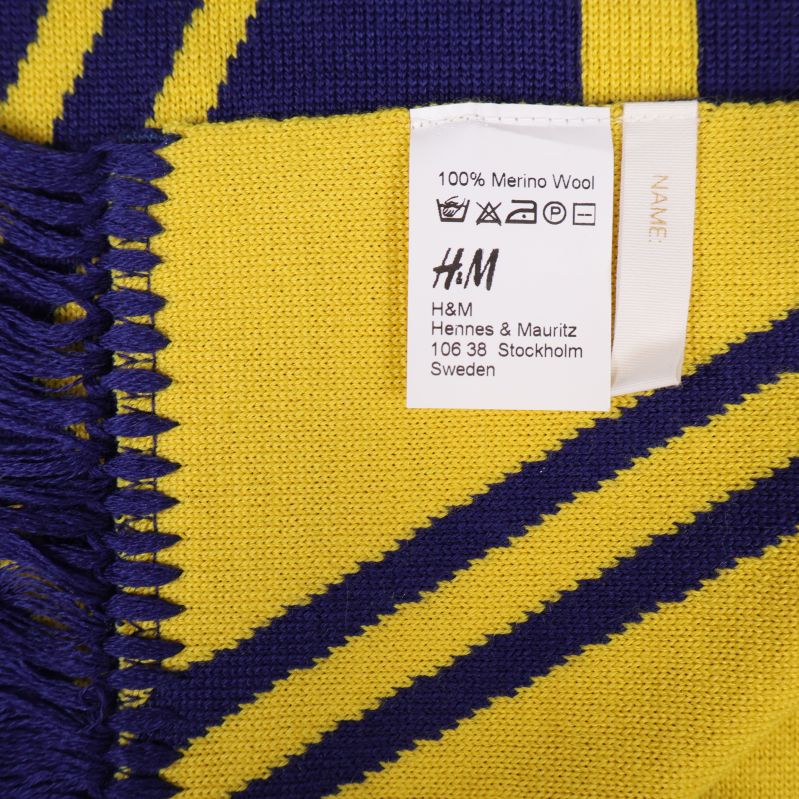 100% Merino Wool
P
H&M
H&M
Hennes & Mauritz
106 38 Stockholm
Sweden
NAME: